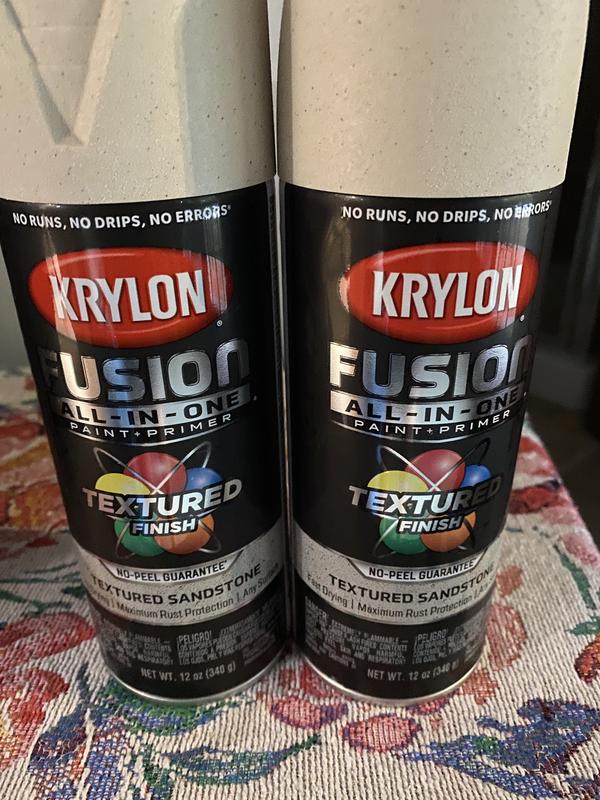 NO RUNS, NO DRIPS, NO ERRORS®
KRYLON®
FUSION
ALL-IN-ONE®
PAINT+PRIMER
TEXTURED
FINISH
NO-PEEL GUARANTEE
TEXTURED SANDSTONE
Drying | Maximum Rust Protection | Any
¡PELIGRO!
NET WT. 12 oz (340 g)
NO RUNS, NO DRIPS, NO ERRORS®
KRYLON®
FUSION
ALL-IN-ONE
PAINT+PRIMER
TEXTURED
FINISH
NO-PEEL GUARANTEE
TEXTURED SANDSTONE
Fast Drying | Maximum Rust Protection
¡PELIGRO!
NET WT. 12 oz (340 g)